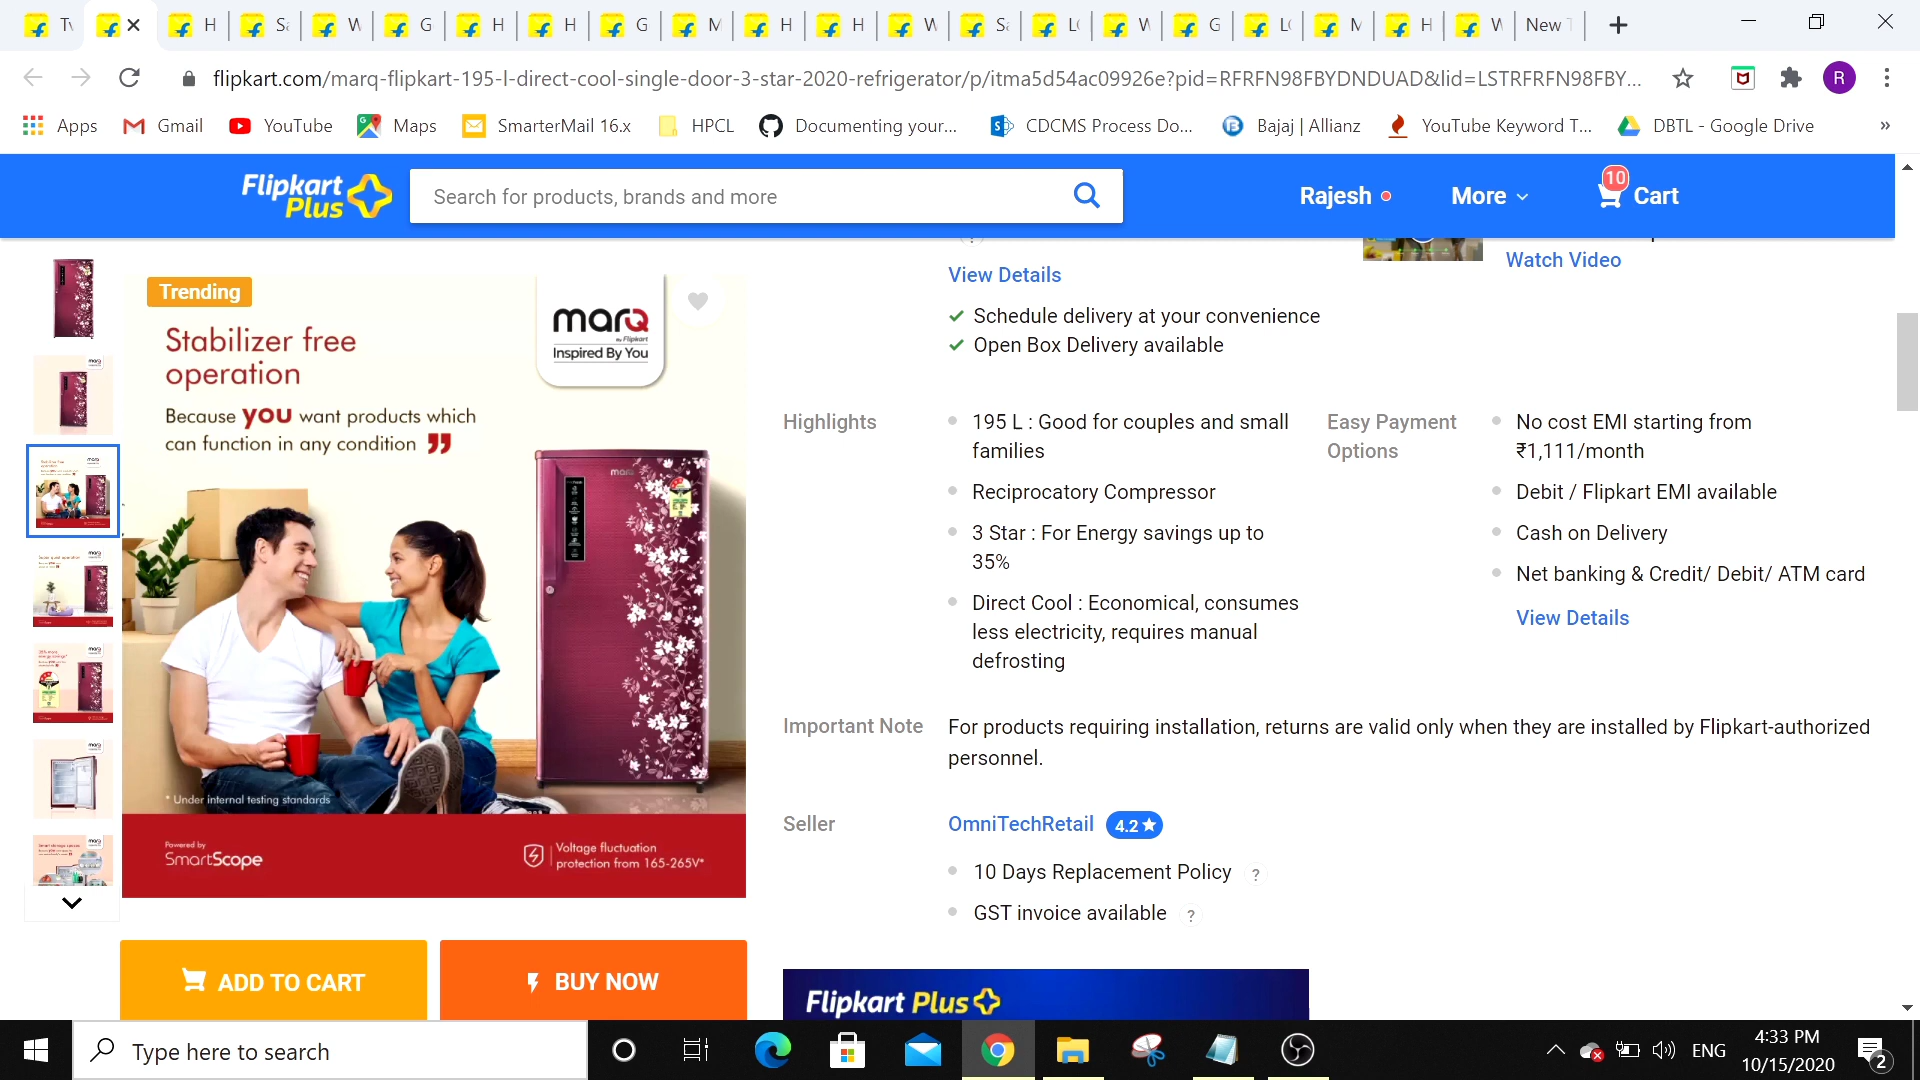 New
flipkart.com/marq-flipkart-195-l-direct-cool-single-door-3-star-2020-refrigerator/p/itma5d54ac09926e?pid=RFRFN98FBYDNDUAD&lid=LSTRFRFN98FBY...
R
Apps
Gmail
YouTube
Maps
SmarterMail 16.x
HPCL
Documenting your...
CDCMS Process Do...
Bajaj | Allianz
YouTube Keyword T...
DBTL - Google Drive
»
Flipkart
Plus
Search for products, brands and more
Rajesh
More
10
Cart
Watch Video
View Details
Schedule delivery at your convenience
Open Box Delivery available
Trending
Stabilizer free
operation
Because you want products which
can function in any condition ”
marQ
By Flipkart
Inspired By You
marQ
* Under internal testing standards
Powered by
SmartScope
Voltage fluctuation
protection from 165-265V*
ADD TO CART
BUY NOW
Highlights
195 L : Good for couples and small
families
Reciprocatory Compressor
3 Star : For Energy savings up to
35%
Direct Cool : Economical, consumes
less electricity, requires manual
defrosting
Easy Payment
Options
No cost EMI starting from
₹1,111/month
Debit / Flipkart EMI available
Cash on Delivery
Net banking & Credit/ Debit/ ATM card
View Details
Important Note
For products requiring installation, returns are valid only when they are installed by Flipkart-authorized
personnel.
Seller
OmniTechRetail 4.2★
10 Days Replacement Policy ?
GST invoice available ?
Flipkart Plus
Type here to search
ENG
4:33 PM
10/15/2020
2